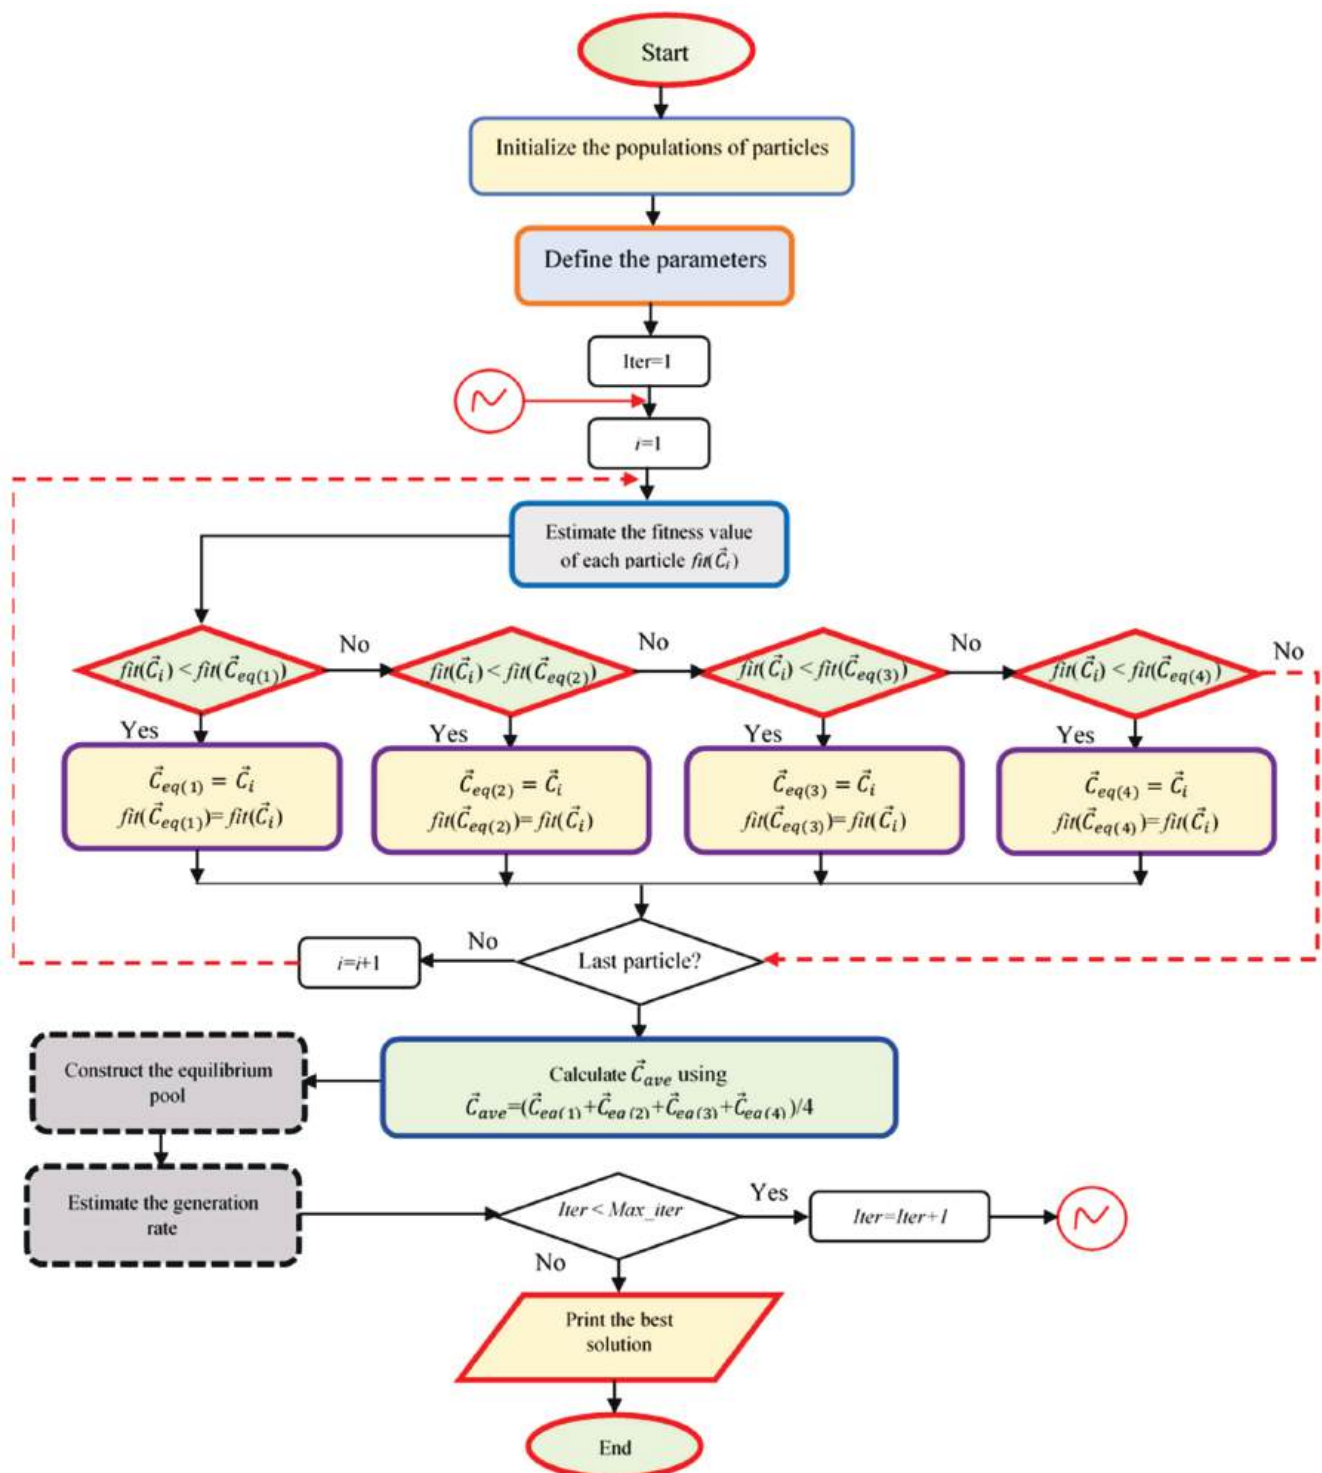 Start
Initialize the populations of particles
Define the parameters
Iter=1
i=1
Estimate the fitness value
of each particle fit(C⃗i)
fit(C⃗i) < fit(C⃗eq(1))
No
fit(C⃗i) < fit(C⃗eq(2))
No
fit(C⃗i) < fit(C⃗eq(3))
No
fit(C⃗i) < fit(C⃗eq(4))
No
Yes
Yes
Yes
Yes
C⃗eq(1) = C⃗i
fit(C⃗eq(1))= fit(C⃗i)
C⃗eq(2) = C⃗i
fit(C⃗eq(2))= fit(C⃗i)
C⃗eq(3) = C⃗i
fit(C⃗eq(3))= fit(C⃗i)
C⃗eq(4) = C⃗i
fit(C⃗eq(4))= fit(C⃗i)
Last particle?
No
i=i+1
Calculate C⃗ave using
C⃗ave=(C⃗eq(1)+C⃗eq(2)+C⃗eq(3)+C⃗eq(4))/4
Construct the equilibrium
pool
Estimate the generation
rate
Iter < Max_iter
Yes
Iter=Iter+1
No
Print the best
solution
End